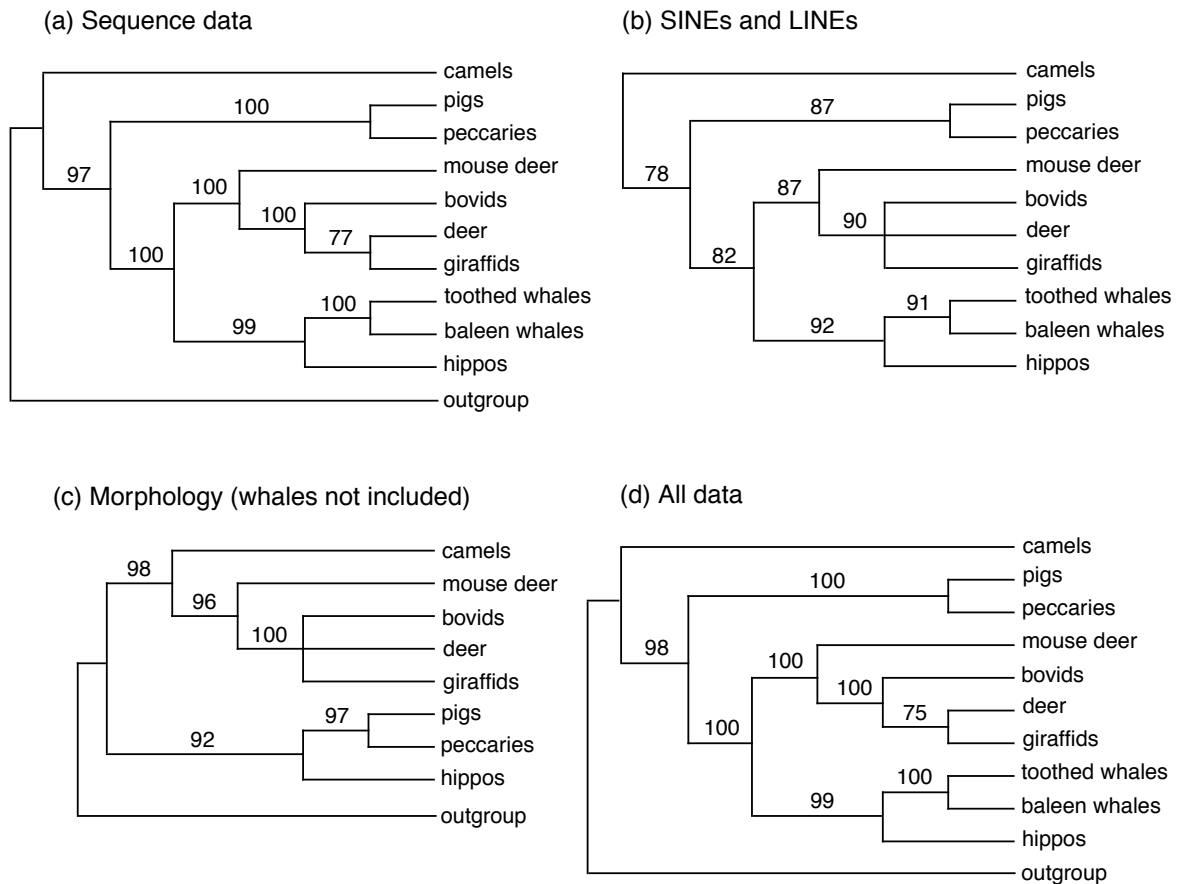 (a) Sequence data
camels
100
pigs
peccaries
97
100
mouse deer
100
bovids
77
deer
giraffids
100
100
toothed whales
99
baleen whales
hippos
outgroup
(b) SINEs and LINEs
camels
87
pigs
peccaries
78
87
mouse deer
90
bovids
deer
giraffids
82
91
toothed whales
92
baleen whales
hippos
(c) Morphology (whales not included)
98
camels
96
mouse deer
100
bovids
deer
giraffids
97
pigs
92
peccaries
hippos
outgroup
(d) All data
camels
100
pigs
peccaries
98
100
mouse deer
100
bovids
75
deer
giraffids
100
100
toothed whales
99
baleen whales
hippos
outgroup